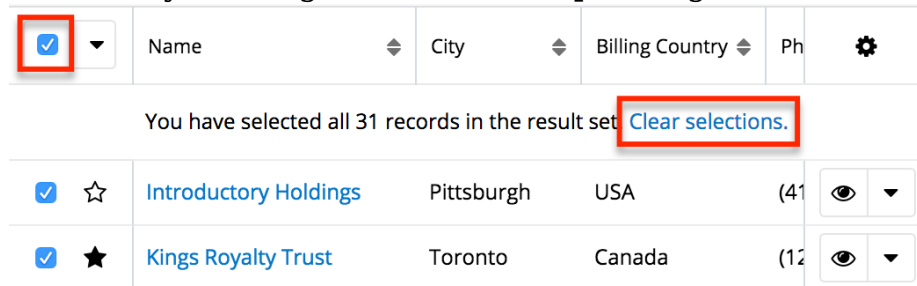 Name City Billing Country Ph
You have selected all 31 records in the result set Clear selections.
Introductory Holdings Pittsburgh USA (41
Kings Royalty Trust Toronto Canada (12